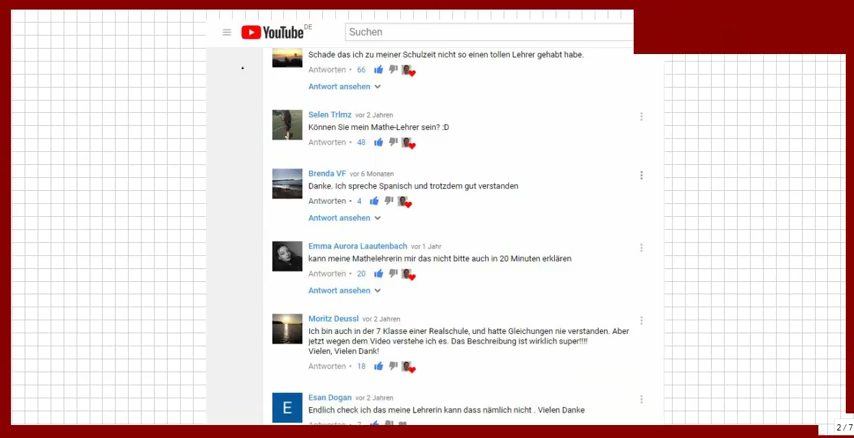 YouTube DE
Suchen
Schade das ich zu meiner Schulzeit nicht so einen tollen Lehrer gehabt habe.
Antworten • 66
Antwort ansehen
Selen Trlmz vor 2 Jahren
Können Sie mein Mathe-Lehrer sein? :D
Antworten • 48
Brenda VF vor 6 Monaten
Danke. Ich spreche Spanisch und trotzdem gut verstanden
Antworten • 4
Antwort ansehen
Emma Aurora Laautenbach vor 1 Jahr
kann meine Mathelehrerin mir das nicht bitte auch in 20 Minuten erklären
Antworten • 20
Antwort ansehen
Moritz Deussl vor 2 Jahren
Ich bin auch in der 7 Klasse einer Realschule, und hatte Gleichungen nie verstanden. Aber
jetzt wegen dem Video verstehe ich es. Das Beschreibung ist wirklich super!!!!
Vielen, Vielen Dank!
Antworten • 18
E
Esan Dogan vor 2 Jahren
Endlich check ich das meine Lehrerin kann dass nämlich nicht . Vielen Danke
2 / 7